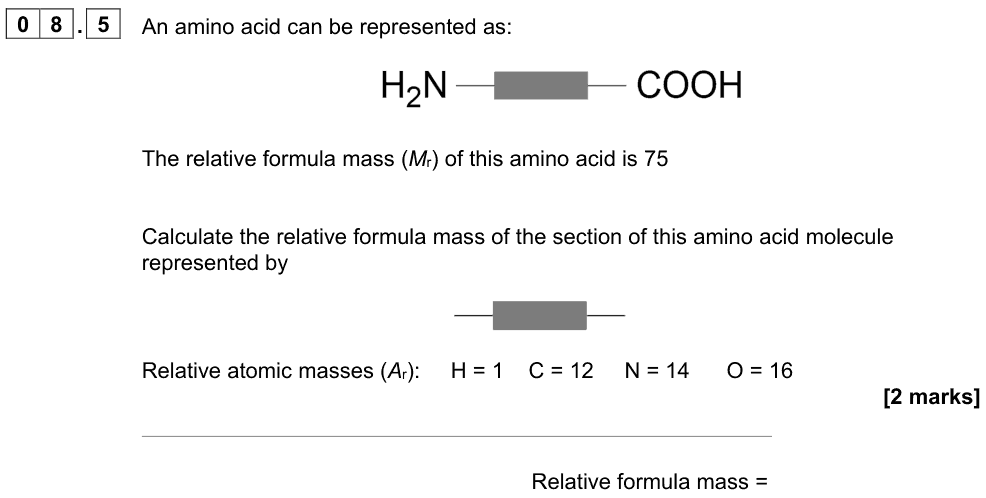 0 8 . 5 An amino acid can be represented as:
H₂N COOH
The relative formula mass (Mᵣ) of this amino acid is 75
Calculate the relative formula mass of the section of this amino acid molecule
represented by
Relative atomic masses (Aᵣ): H = 1 C = 12 N = 14 O = 16
[2 marks]
Relative formula mass =